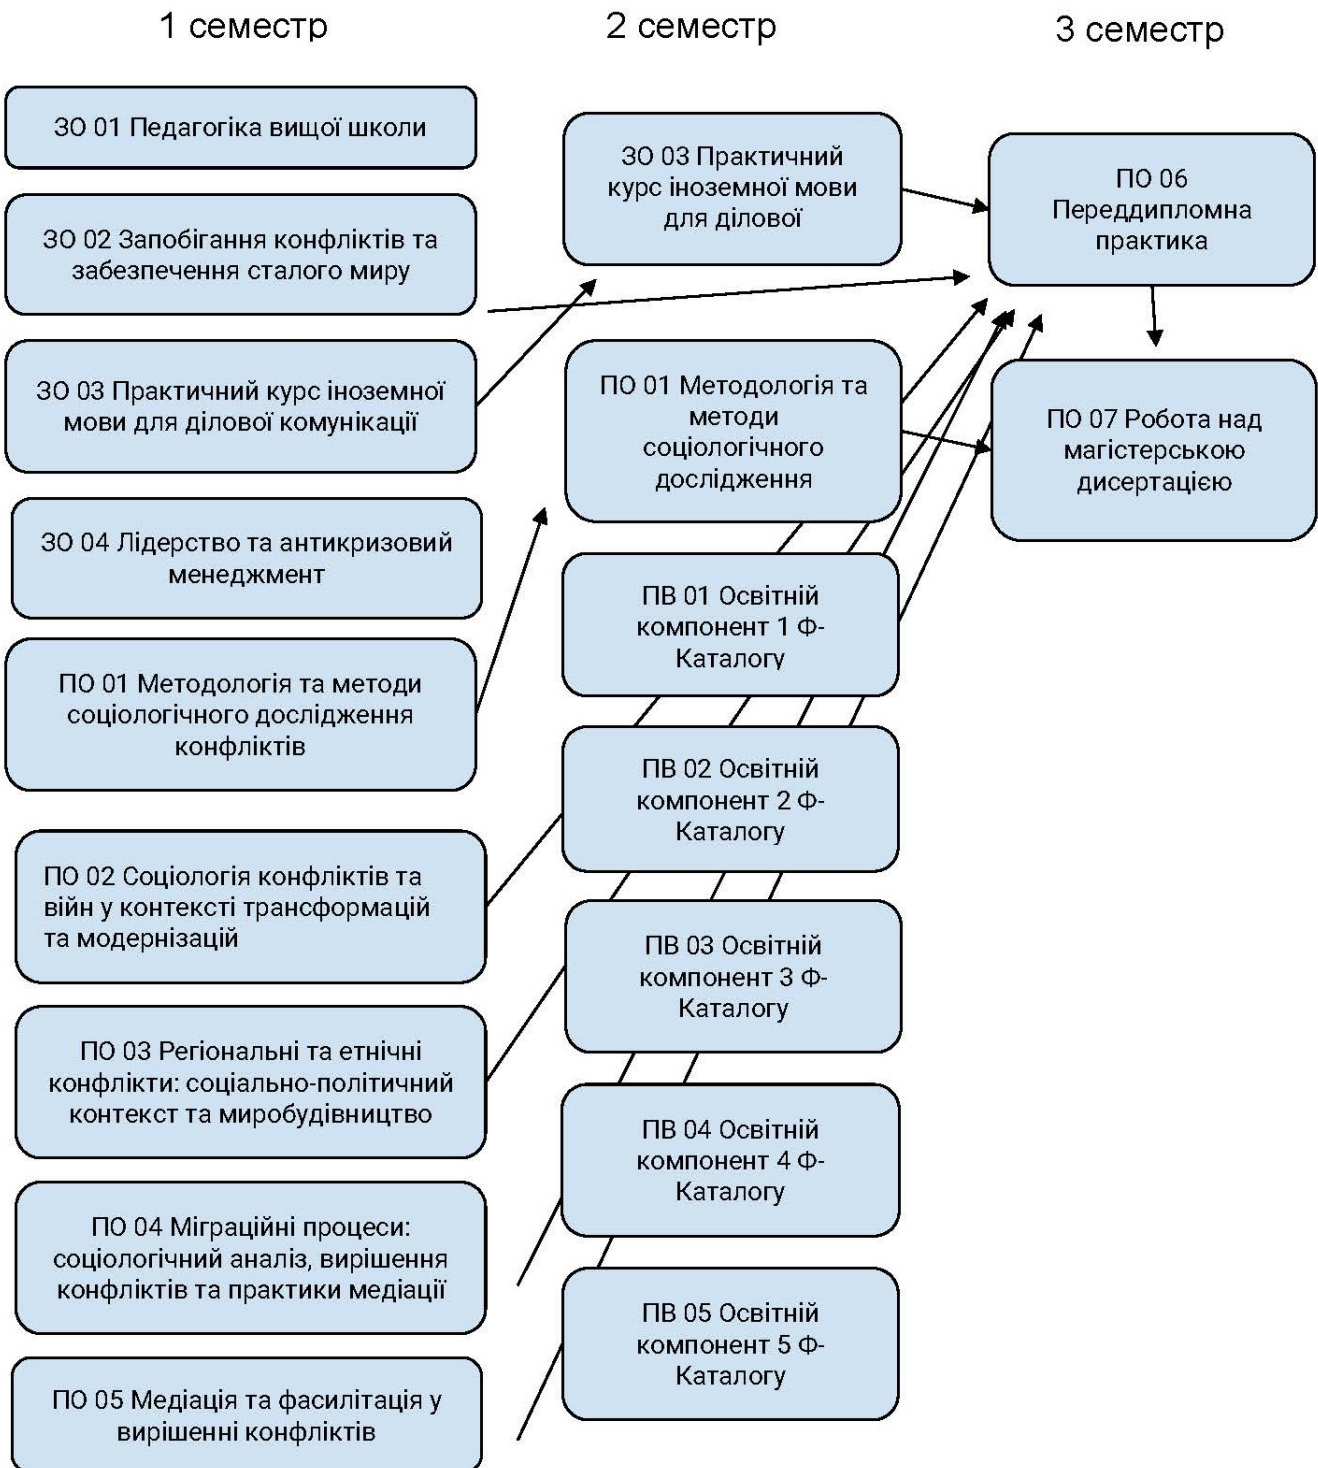 1 семестр
ЗО 01 Педагогіка вищої школи
ЗО 02 Запобігання конфліктів та
забезпечення сталого миру
ЗО 03 Практичний курс іноземної
мови для ділової комунікації
ЗО 04 Лідерство та антикризовий
менеджмент
ПО 01 Методологія та методи
соціологічного дослідження
конфліктів
ПО 02 Соціологія конфліктів та
війн у контексті трансформацій
та модернізацій
ПО 03 Регіональні та етнічні
конфлікти: соціально-політичний
контекст та миробудівництво
ПО 04 Міграційні процеси:
соціологічний аналіз, вирішення
конфліктів та практики медіації
ПО 05 Медіація та фасилітація у
вирішенні конфліктів
2 семестр
ЗО 03 Практичний
курс іноземної мови
для ділової
ПО 01 Методологія та
методи
соціологічного
дослідження
ПВ 01 Освітній
компонент 1 Ф-
Каталогу
ПВ 02 Освітній
компонент 2 Ф-
Каталогу
ПВ 03 Освітній
компонент 3 Ф-
Каталогу
ПВ 04 Освітній
компонент 4 Ф-
Каталогу
ПВ 05 Освітній
компонент 5 Ф-
Каталогу
3 семестр
ПО 06
Переддипломна
практика
ПО 07 Робота над
магістерською
дисертацією